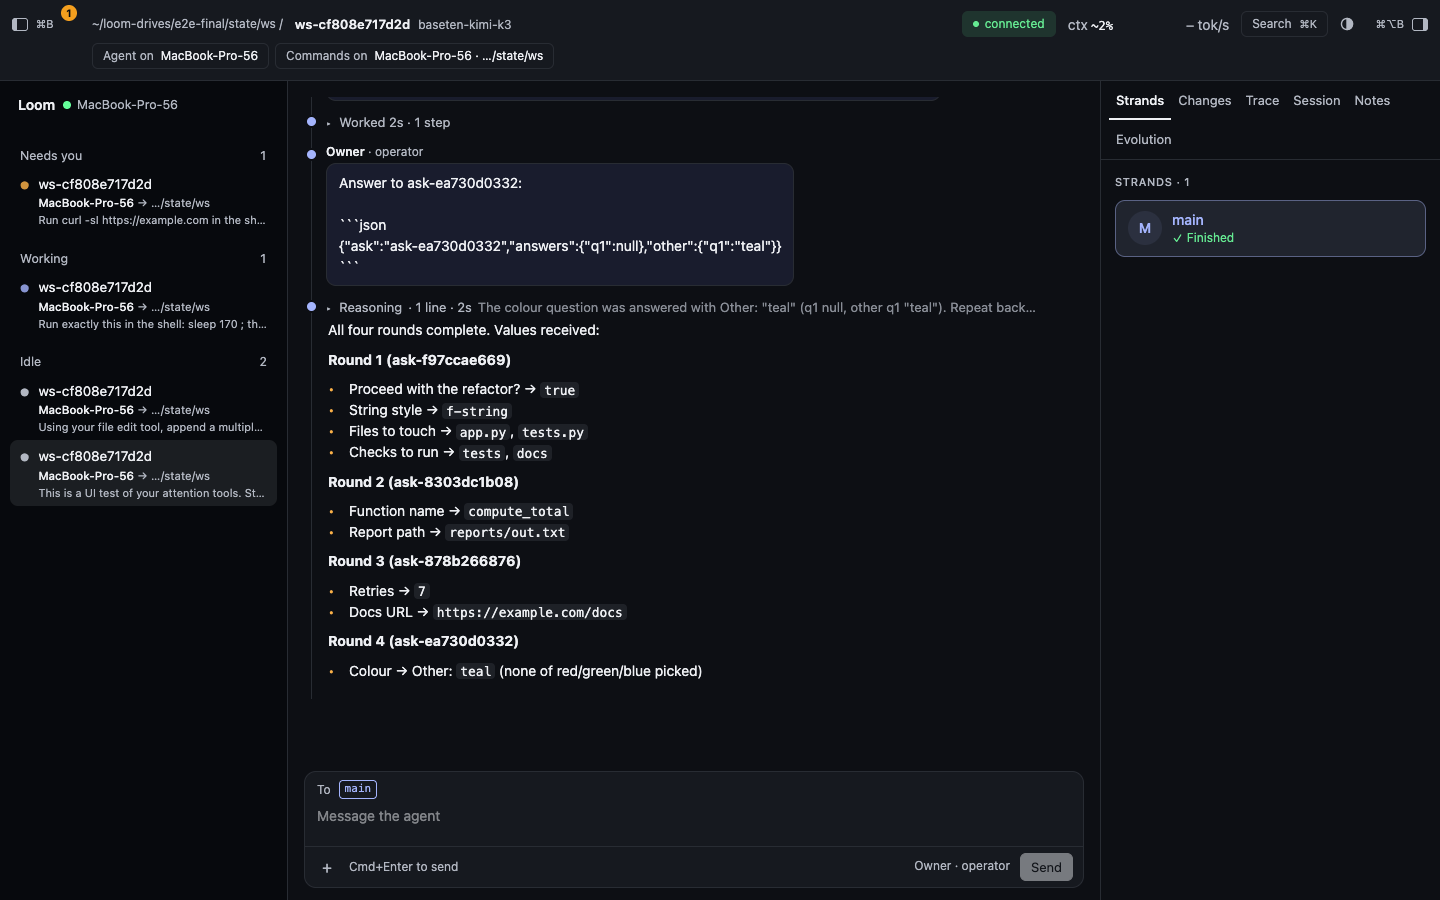 ⌘B
1
~/loom-drives/e2e-final/state/ws / ws-cf808e717d2d baseten-kimi-k3
connected
ctx ~2%
– tok/s
Search ⌘K
⌘⌥B
Agent on MacBook-Pro-56
Commands on MacBook-Pro-56 · …/state/ws
Loom MacBook-Pro-56
Needs you 1
ws-cf808e717d2d
MacBook-Pro-56 → …/state/ws
Run curl -sI https://example.com in the sh…
Working 1
ws-cf808e717d2d
MacBook-Pro-56 → …/state/ws
Run exactly this in the shell: sleep 170 ; th…
Idle 2
ws-cf808e717d2d
MacBook-Pro-56 → …/state/ws
Using your file edit tool, append a multipl…
ws-cf808e717d2d
MacBook-Pro-56 → …/state/ws
This is a UI test of your attention tools. St…
▸ Worked 2s · 1 step
Owner · operator
Answer to ask-ea730d0332:
```json
{"ask":"ask-ea730d0332","answers":{"q1":null},"other":{"q1":"teal"}}
```
▸ Reasoning · 1 line · 2s The colour question was answered with Other: "teal" (q1 null, other q1 "teal"). Repeat back…
All four rounds complete. Values received:
Round 1 (ask-f97ccae669)
• Proceed with the refactor? → true
• String style → f-string
• Files to touch → app.py, tests.py
• Checks to run → tests, docs
Round 2 (ask-8303dc1b08)
• Function name → compute_total
• Report path → reports/out.txt
Round 3 (ask-878b266876)
• Retries → 7
• Docs URL → https://example.com/docs
Round 4 (ask-ea730d0332)
• Colour → Other: teal (none of red/green/blue picked)
To main
Message the agent
+ Cmd+Enter to send
Owner · operator
Send
Strands Changes Trace Session Notes
Evolution
STRANDS · 1
M
main
✓ Finished